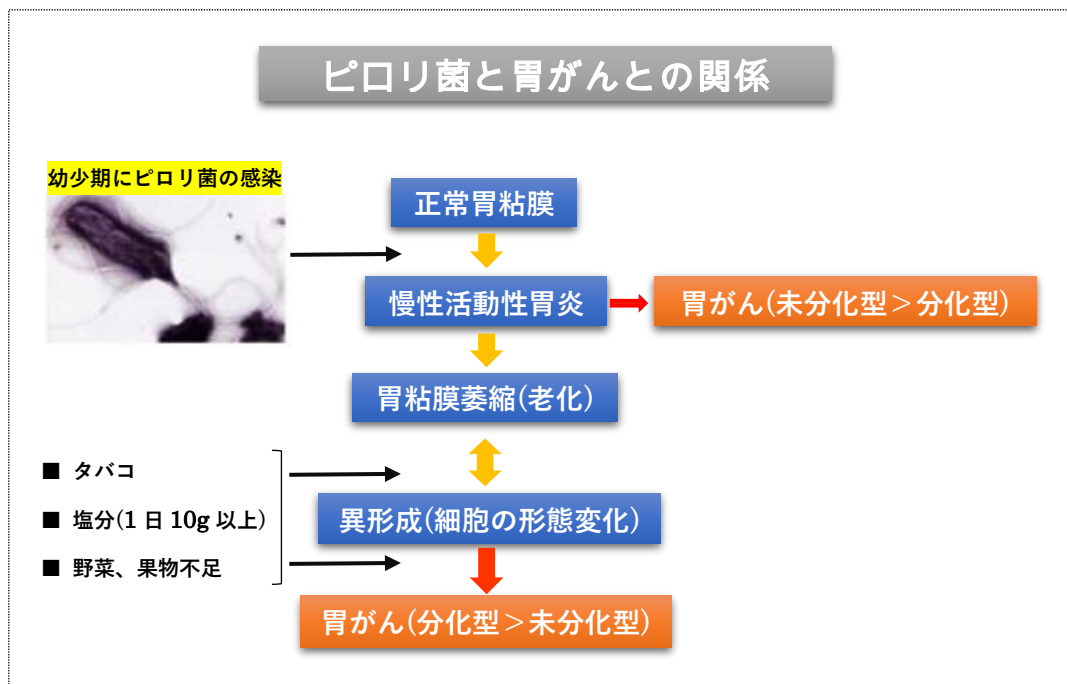 ピロリ菌と胃がんとの関係
幼少期にピロリ菌の感染
正常胃粘膜
慢性活動性胃炎
胃がん(未分化型＞分化型)
胃粘膜萎縮(老化)
■ タバコ
■ 塩分(1日10g以上)
■ 野菜、果物不足
異形成(細胞の形態変化)
胃がん(分化型＞未分化型)